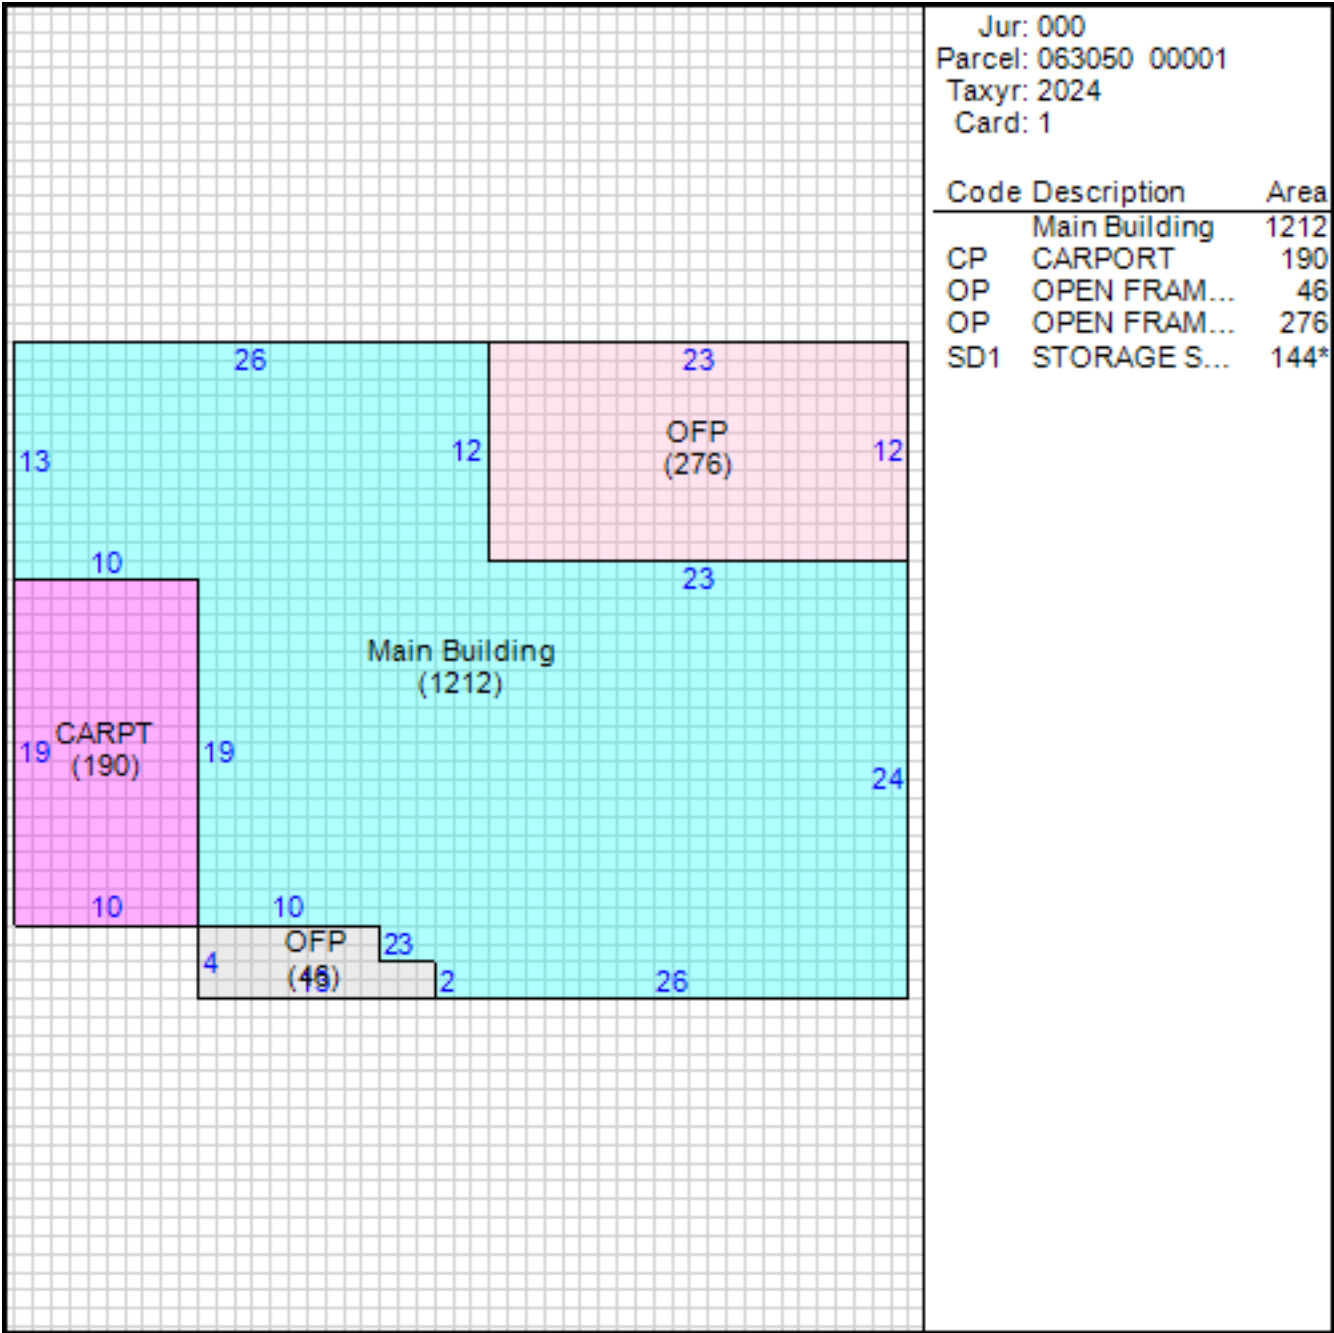 Jur: 000
Parcel: 063050 00001
Taxyr: 2024
Card: 1
Code Description Area
Main Building 1212
CP CARPORT 190
OP OPEN FRAM... 46
OP OPEN FRAM... 276
SD1 STORAGE S... 144*
26
23
13
12
OFP
(276)
12
10
23
Main Building
(1212)
19
CARPT
(190)
19
24
10
10
OFP
(46)
23
4
2
26